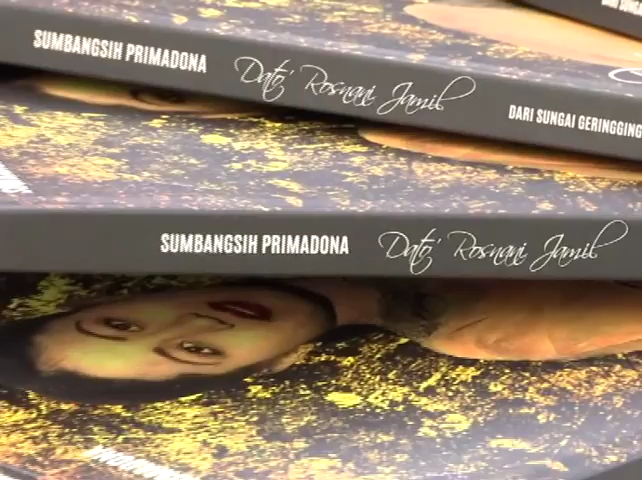 SUMBANGSIH PRIMADONA Dato' Rosnani Jamil DARI SUNGAI GERINGGING
SUMBANGSIH PRIMADONA Dato' Rosnani Jamil